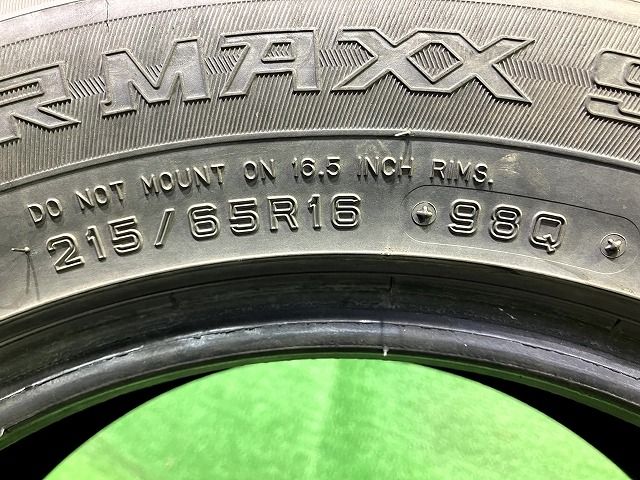 R MAXX S
DO NOT MOUNT ON 16.5 INCH RIMS.
215/65R16 98Q